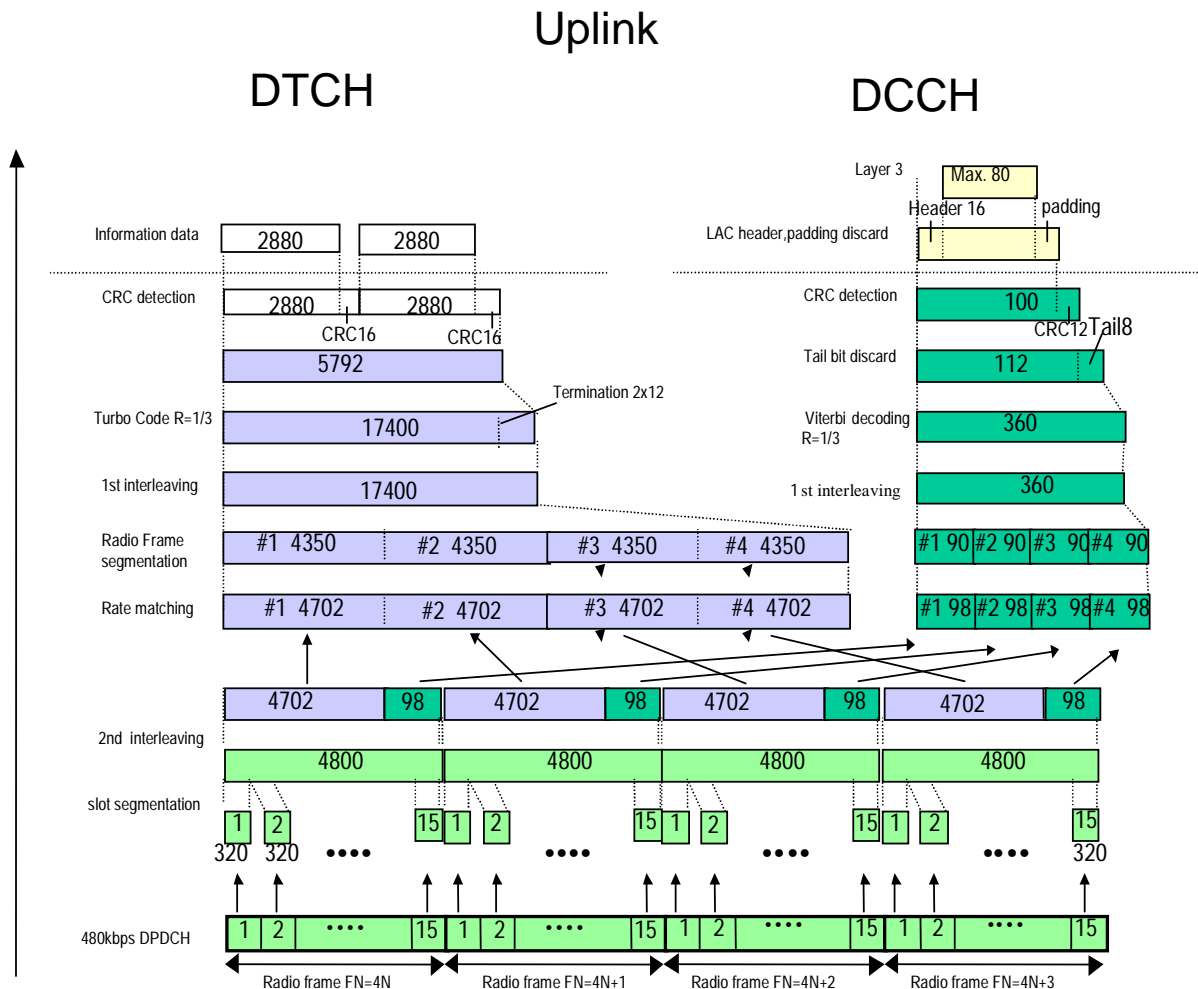 Uplink
DTCH DCCH
Layer 3 Max. 80
Header 16 padding
Information data 2880 2880 LAC header,padding discard
CRC detection 2880 2880 CRC detection 100
CRC16 CRC16 CRC12 Tail8
5792 Tail bit discard 112
Termination 2x12
Turbo Code R=1/3 17400 Viterbi decoding R=1/3 360
1st interleaving 17400 1st interleaving 360
Radio Frame segmentation #1 4350 #2 4350 #3 4350 #4 4350 #1 90 #2 90 #3 90 #4 90
Rate matching #1 4702 #2 4702 #3 4702 #4 4702 #1 98 #2 98 #3 98 #4 98
4702 98 4702 98 4702 98 4702 98
2nd interleaving
4800 4800 4800 4800
slot segmentation
1 2 15 1 2 15 1 2 15 1 2 15
320 320 •••• •••• •••• •••• 320
480kbps DPDCH 1 2 •••• 15 1 2 •••• 15 1 2 •••• 15 1 2 •••• 15
Radio frame FN=4N Radio frame FN=4N+1 Radio frame FN=4N+2 Radio frame FN=4N+3